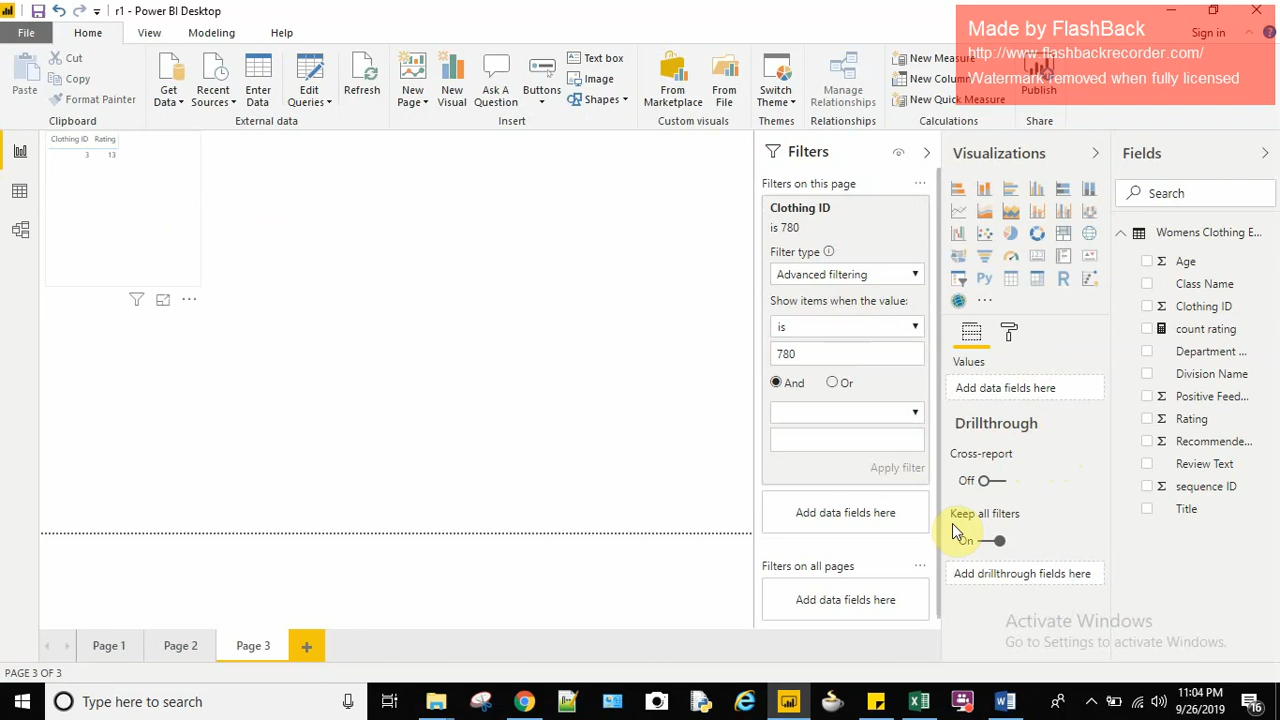 r1 - Power BI Desktop
Made by FlashBack
http://www.flashbackrecorder.com/
Watermark removed when fully licensed
Sign in
File
Home
View
Modeling
Help
Paste
Cut
Copy
Format Painter
Clipboard
Get
Data
Recent
Sources
Enter
Data
Edit
Queries
Refresh
External data
New
Page
New
Visual
Ask A
Question
Buttons
Text box
Image
Shapes
Insert
From
Marketplace
From
File
Custom visuals
Switch
Theme
Themes
Manage
Relationships
Relationships
New Measure
New Column
New Quick Measure
Calculations
Publish
Share
Clothing ID Rating
3 13
Filters
Filters on this page
Clothing ID
is 780
Filter type
Advanced filtering
Show items when the value:
is
780
And
Or
Apply filter
Add data fields here
Filters on all pages
Add data fields here
Visualizations
Py
R
Values
Add data fields here
Drillthrough
Cross-report
Off
Keep all filters
On
Add drillthrough fields here
Fields
Search
Womens Clothing E...
Age
Class Name
Clothing ID
count rating
Department ...
Division Name
Positive Feed...
Rating
Recommende...
Review Text
sequence ID
Title
Activate Windows
Go to Settings to activate Windows.
Page 1
Page 2
Page 3
PAGE 3 OF 3
Type here to search
11:04 PM
9/26/2019
16